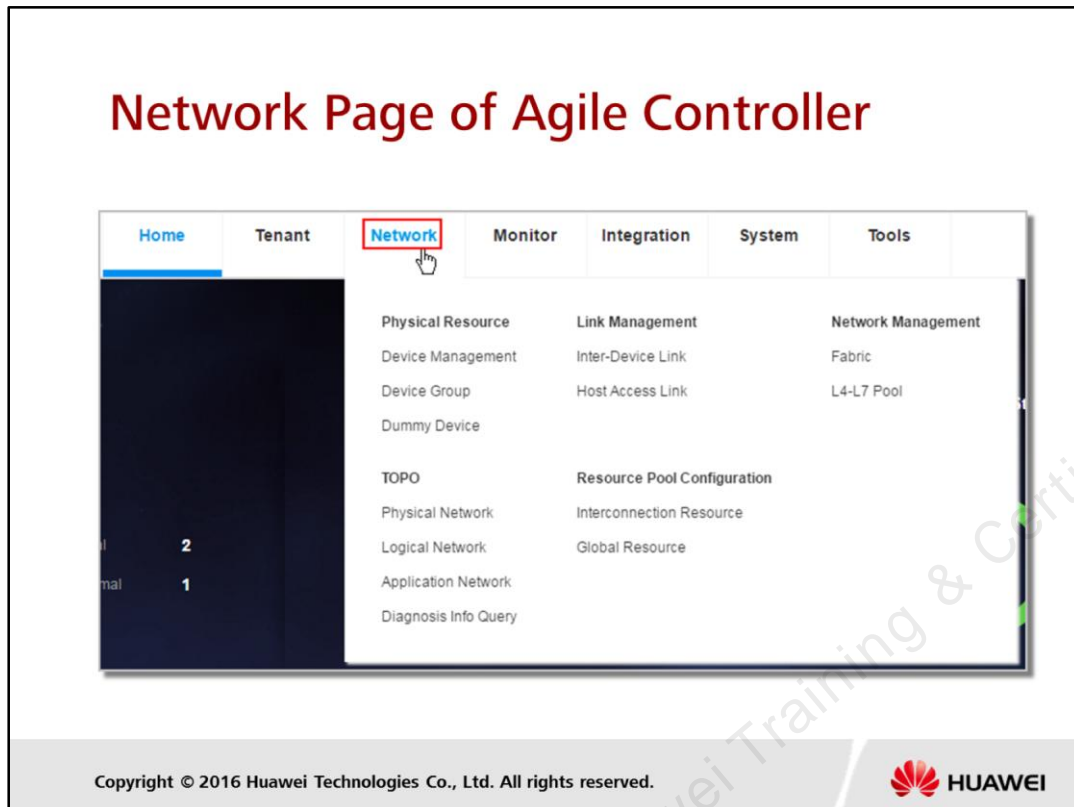 Network Page of Agile Controller
Home Tenant Network Monitor Integration System Tools
Physical Resource Link Management Network Management
Device Management Inter-Device Link Fabric
Device Group Host Access Link L4-L7 Pool
Dummy Device
TOPO Resource Pool Configuration
Physical Network Interconnection Resource
Logical Network Global Resource
2
Application Network
1
Diagnosis Info Query
Training &
Copyright © 2016 Huawei Technologies Co., Ltd. All rights reserved.
HUAWEI